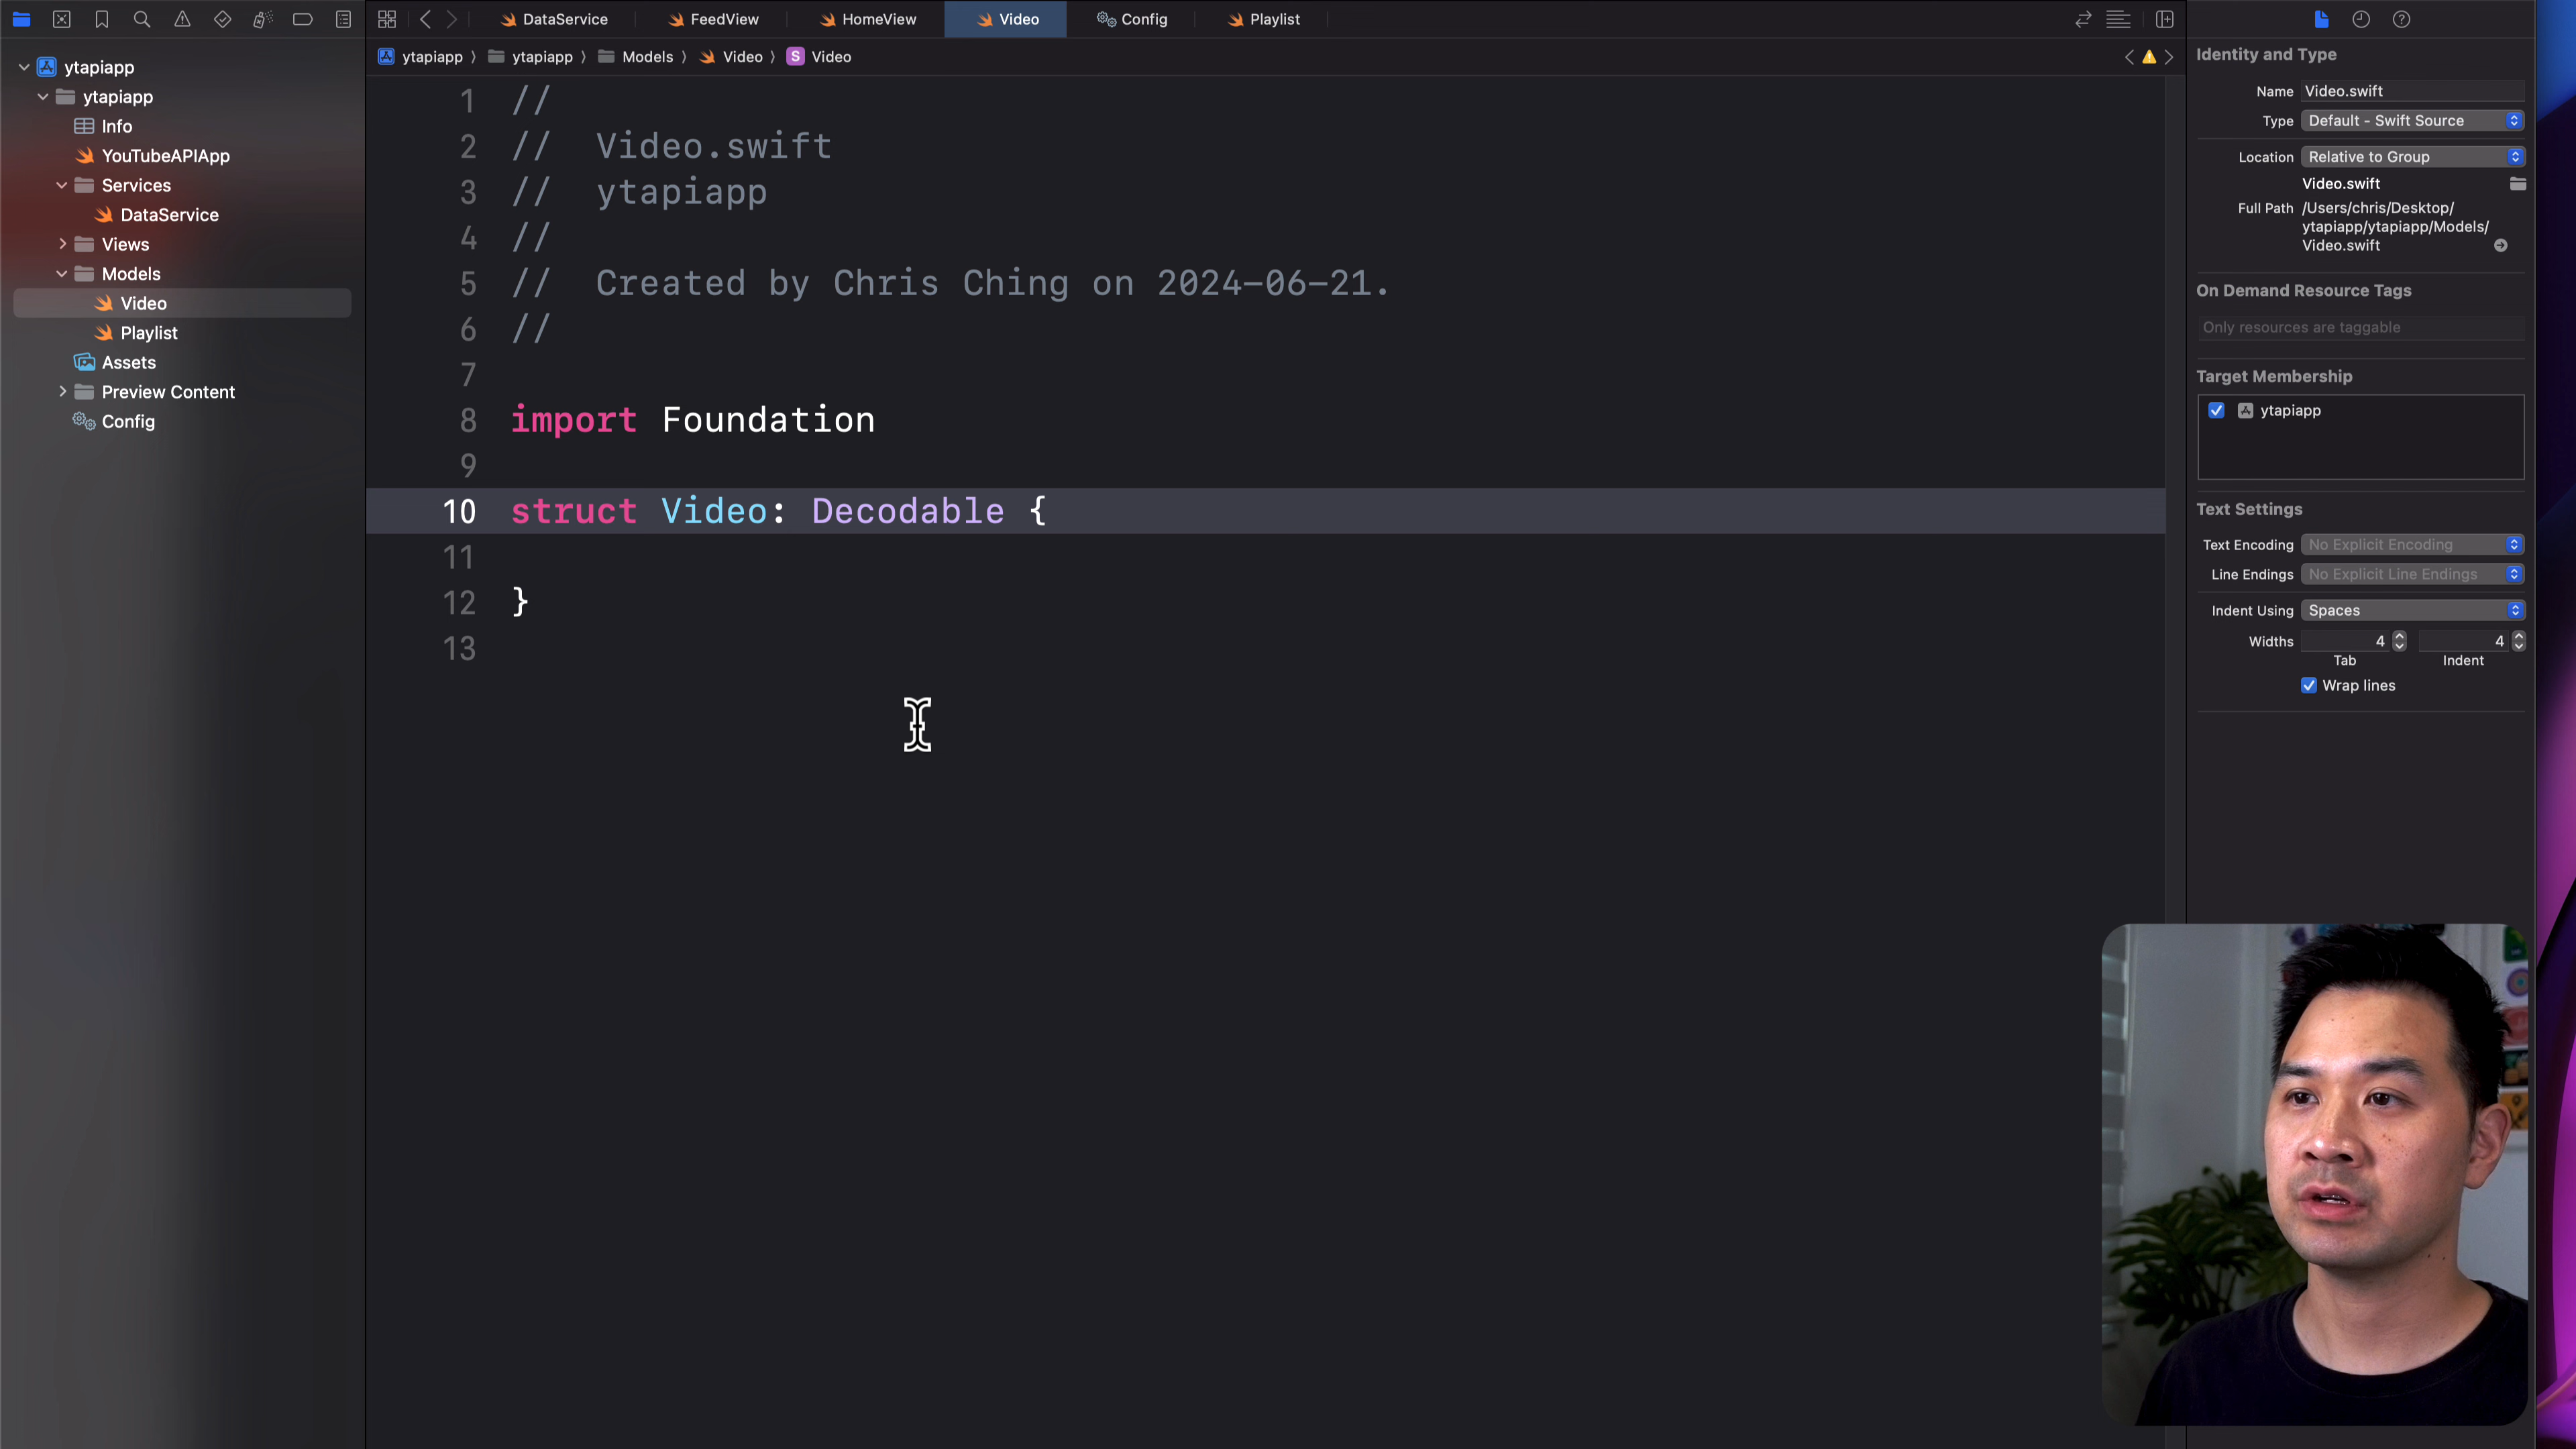 DataService
FeedView
HomeView
Video
Config
Playlist
ytapiapp
ytapiapp
Models
Video
S
Video
ytapiapp
ytapiapp
Info
YouTubeAPIApp
Services
DataService
Views
Models
Video
Playlist
Assets
Preview Content
Config
1 //
2 // Video.swift
3 // ytapiapp
4 //
5 // Created by Chris Ching on 2024-06-21.
6 //
7
8 import Foundation
9
10 struct Video: Decodable {
11
12 }
13
Identity and Type
Name Video.swift
Type Default - Swift Source
Location Relative to Group
Video.swift
Full Path /Users/chris/Desktop/
ytapiapp/ytapiapp/Models/
Video.swift
On Demand Resource Tags
Only resources are taggable
Target Membership
ytapiapp
Text Settings
Text Encoding No Explicit Encoding
Line Endings No Explicit Line Endings
Indent Using Spaces
Widths 4 4
Tab Indent
Wrap lines